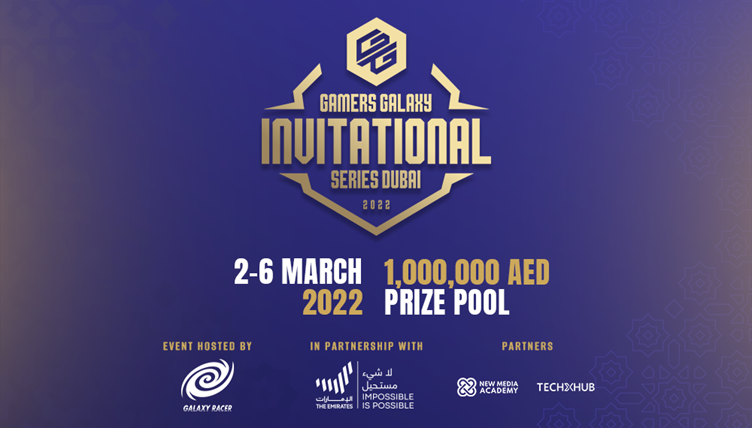 GAMERS GALAXY
INVITATIONAL
SERIES DUBAI
2022
2-6 MARCH
2022
1,000,000 AED
PRIZE POOL
EVENT HOSTED BY
GALAXY RACER
IN PARTNERSHIP WITH
الإمارات
THE EMIRATES
لا شيء
مستحيل
IMPOSSIBLE
IS POSSIBLE
PARTNERS
NEW MEDIA
ACADEMY
TECHXHUB